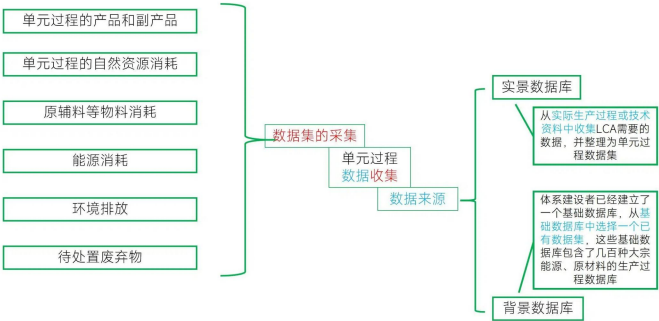 单元过程的产品和副产品
单元过程的自然资源消耗
原辅料等物料消耗
能源消耗
环境排放
待处置废弃物
数据集的采集
单元过程
数据收集
数据来源
实景数据库
从实际生产过程或技术
资料中收集LCA需要的
数据，并整理为单元过
程数据集
体系建设者已经建立了
一个基础数据库，从基
础数据库中选择一个已
有数据集，这些基础数
据库包含了几百种大宗
能源、原材料的生产过
程数据库
背景数据库